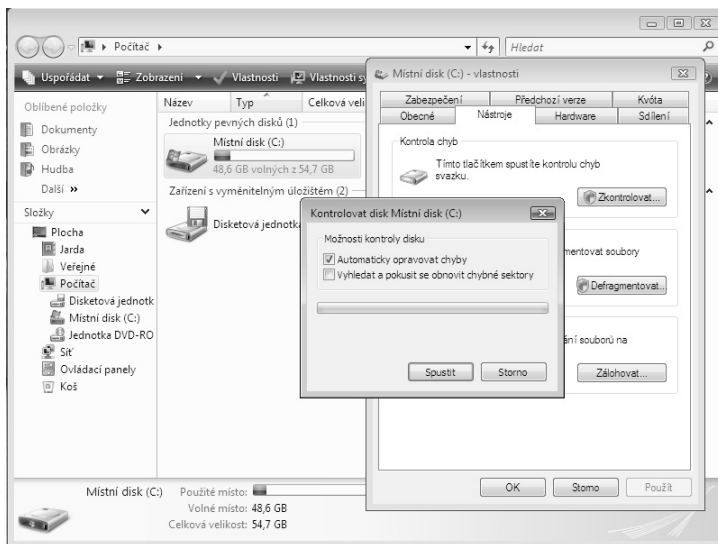 Počítač
Hledat
Uspořádat
Zobrazení
Vlastnosti
Vlastnosti sy
Oblíbené položky
Dokumenty
Obrázky
Hudba
Další »
Složky
Plocha
Jarda
Veřejné
Počítač
Disketová jednotk
Místní disk (C:)
Jednotka DVD-RO
Síť
Ovládací panely
Koš
Název Typ Celková veli
Jednotky pevných disků (1)
Místní disk (C:)
48,6 GB volných z 54,7 GB
Zařízení s vyměnitelným úložištěm (2)
Disketová jednotka
Místní disk (C:) - vlastnosti
Zabezpečení Předchozí verze Kvóta
Obecné Nástroje Hardware Sdílení
Kontrola chyb
Tímto tlačítkem spustíte kontrolu chyb
svazku.
Zkontrolovat...
mentovat soubory
Defragmentovat...
ání souborů na
Zálohovat...
OK Storno Použít
Kontrolovat disk Místní disk (C:)
Možnosti kontroly disku
Automaticky opravovat chyby
Vyhledat a pokusit se obnovit chybné sektory
Spustit Storno
Místní disk (C:) Použité místo:
Volné místo: 48,6 GB
Celková velikost: 54,7 GB